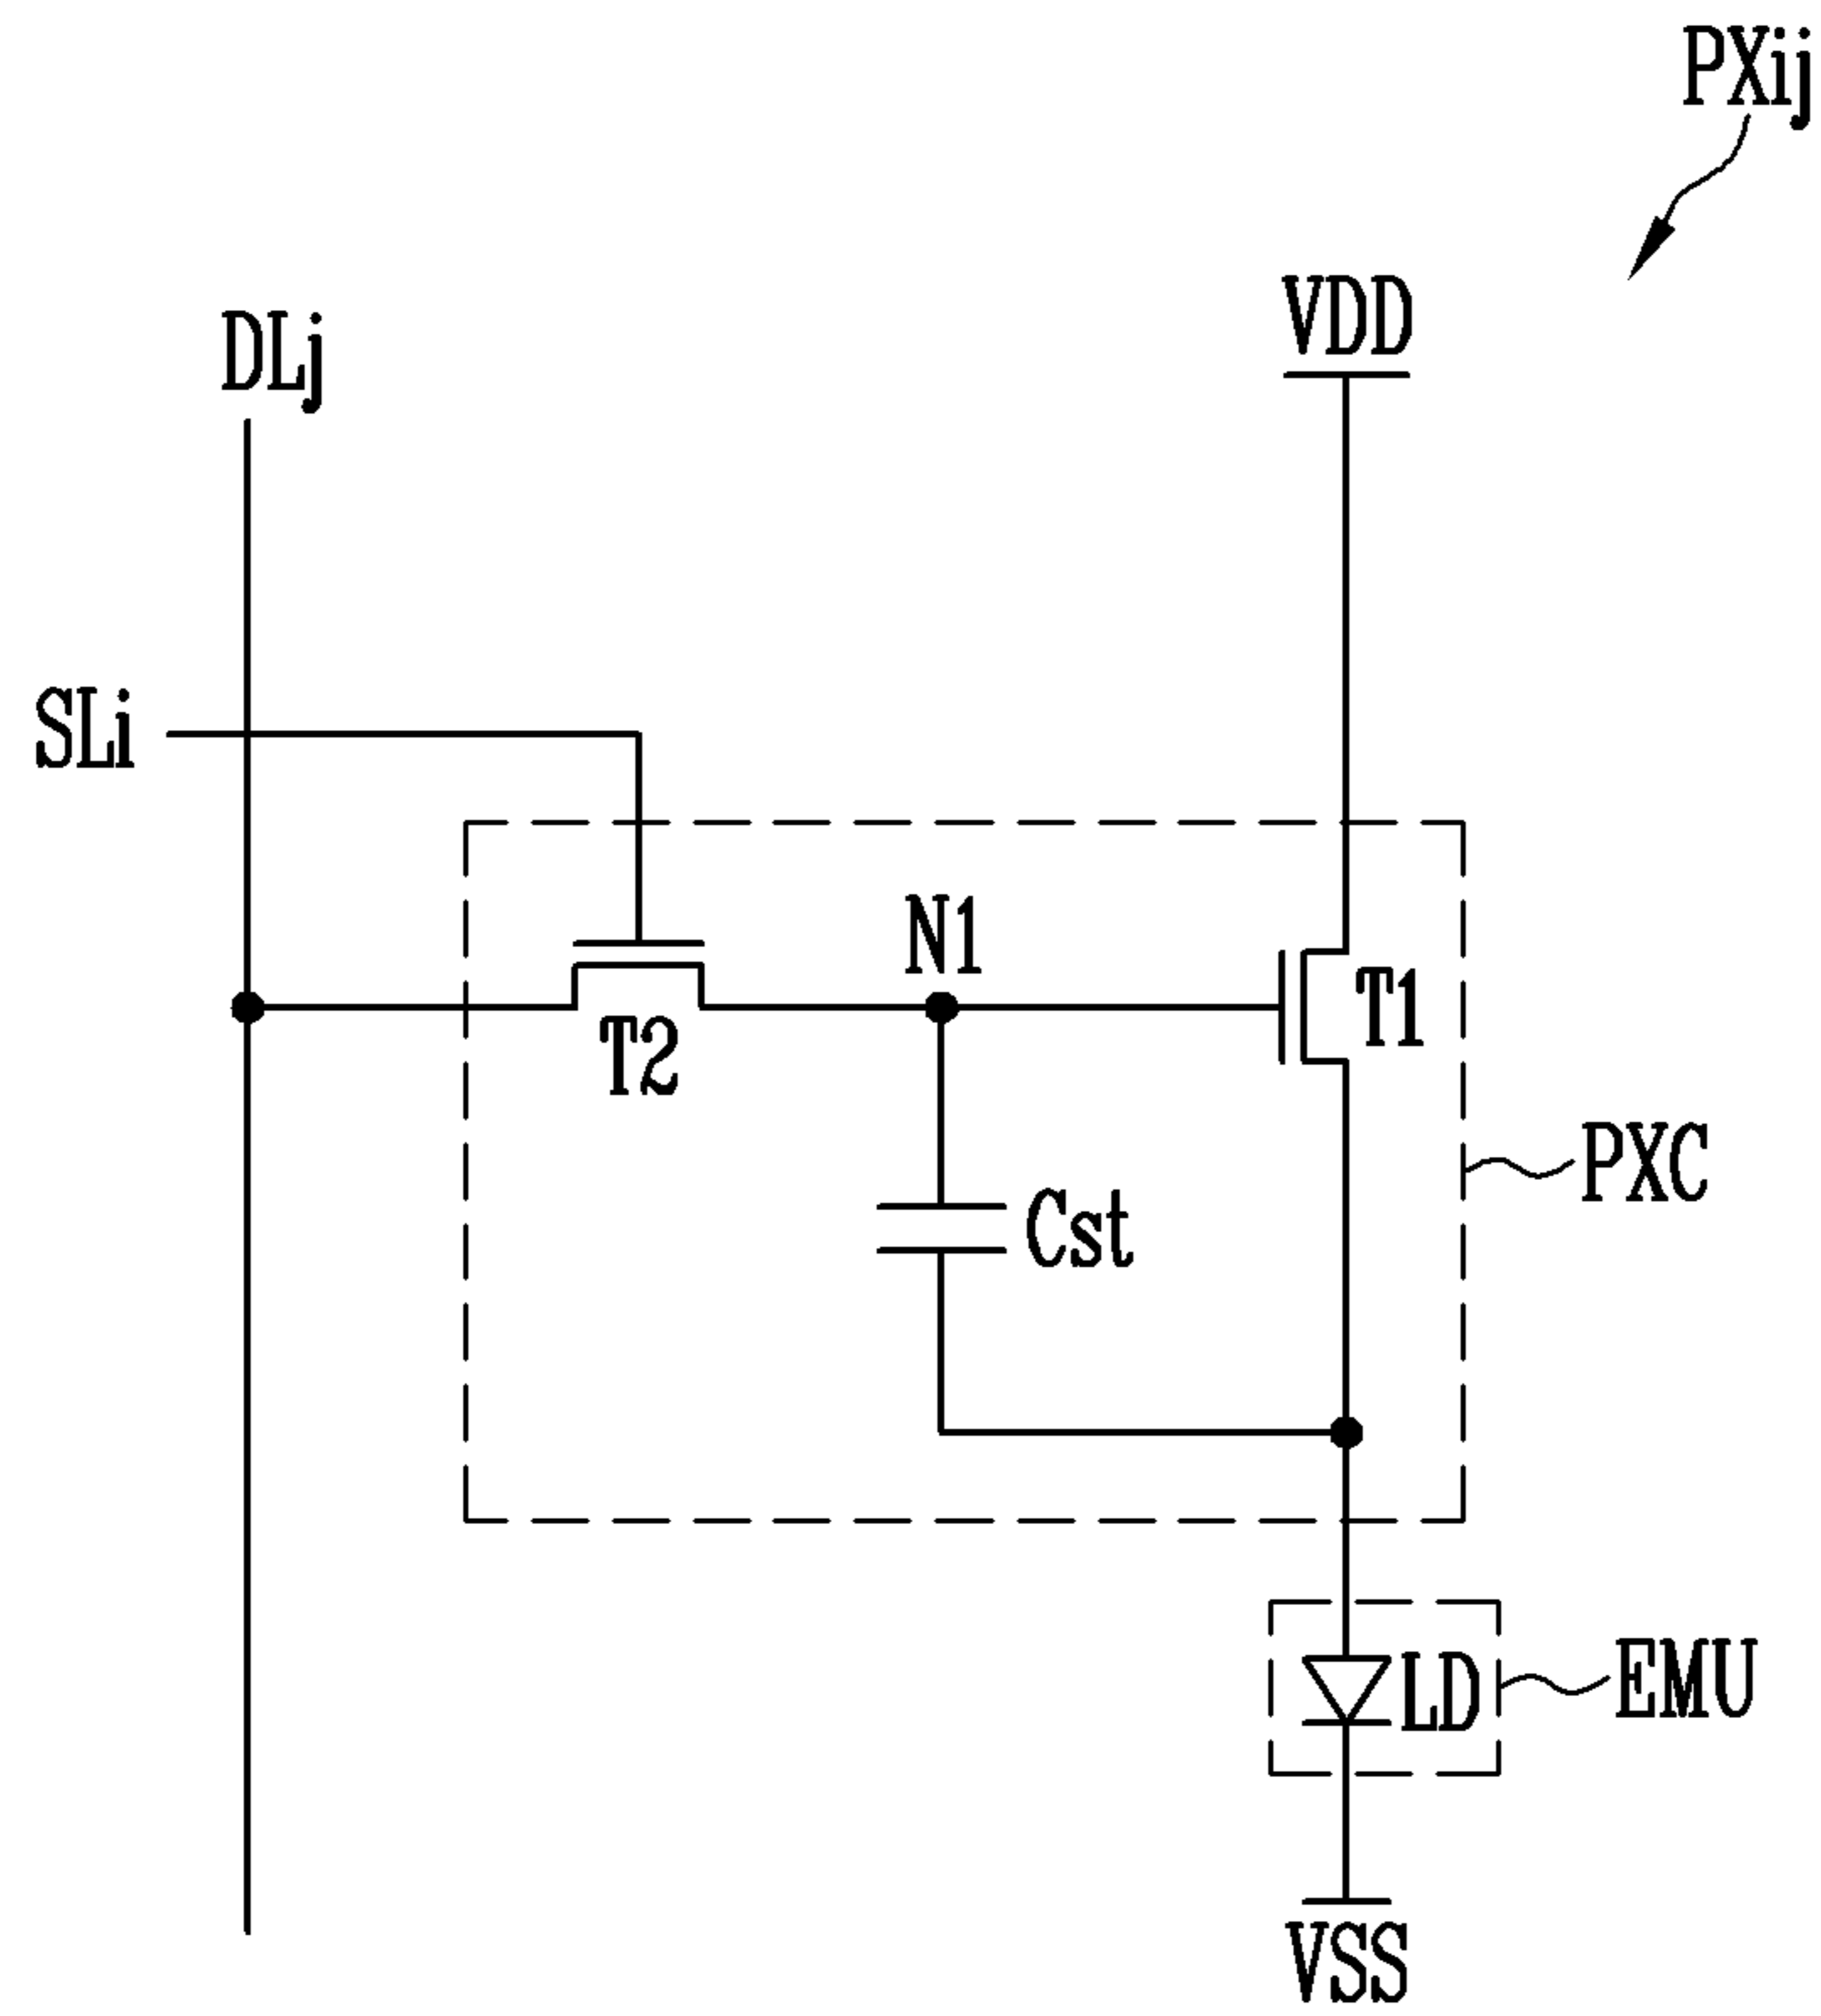 PXij
VDD
DLj
SLi
N1
T1
T2
PXC
Cst
EMU
LD
VSS